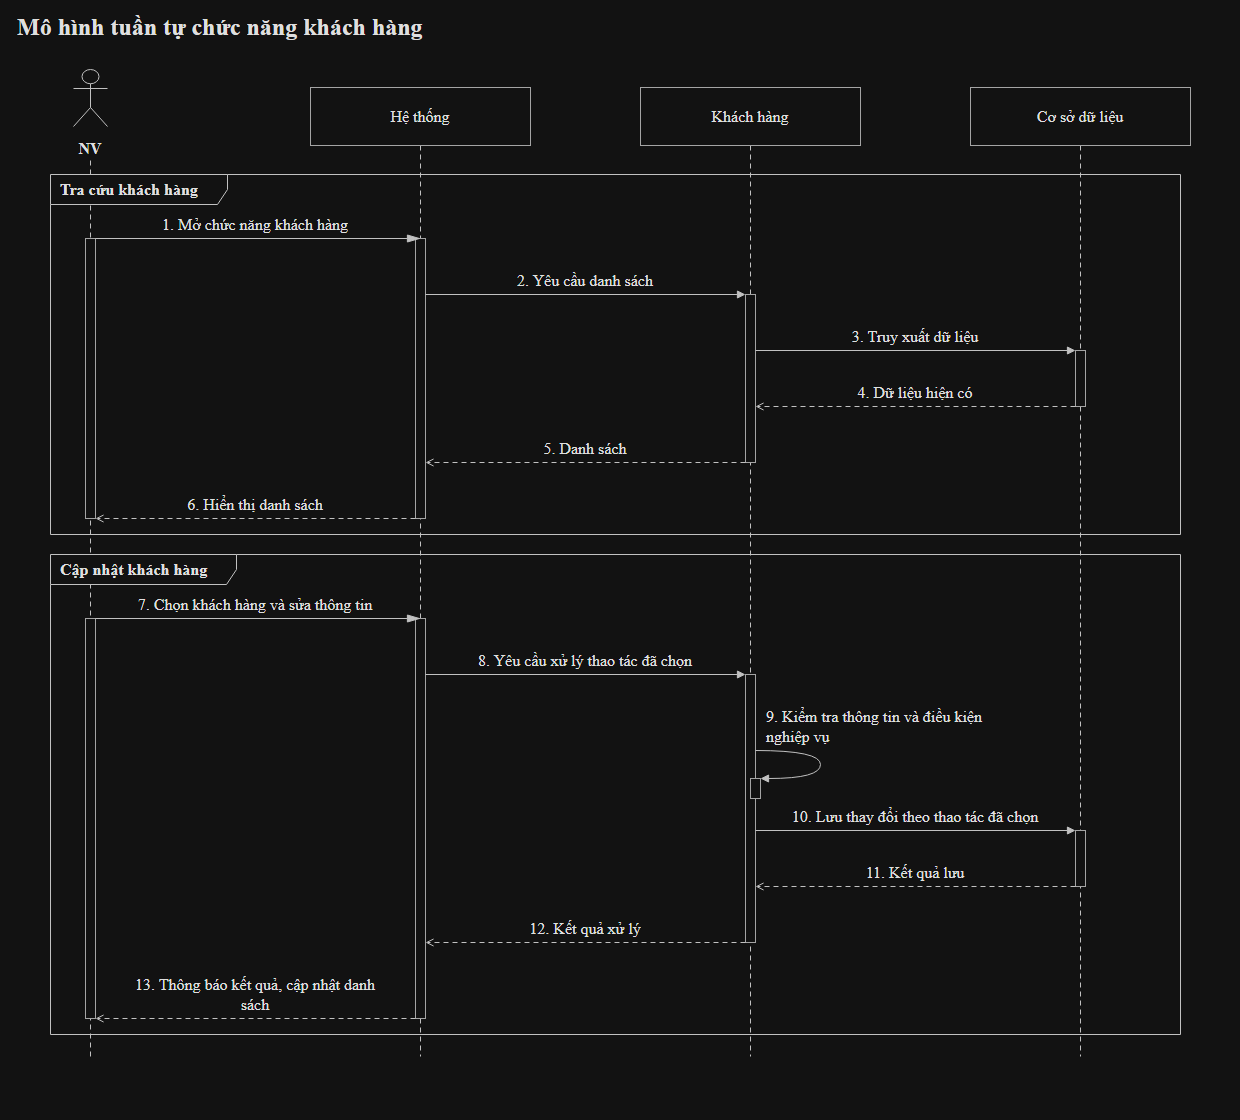 Mô hình tuần tự chức năng khách hàng
NV
Hệ thống
Khách hàng
Cơ sở dữ liệu
Tra cứu khách hàng
1. Mở chức năng khách hàng
2. Yêu cầu danh sách
3. Truy xuất dữ liệu
4. Dữ liệu hiện có
5. Danh sách
6. Hiển thị danh sách
Cập nhật khách hàng
7. Chọn khách hàng và sửa thông tin
8. Yêu cầu xử lý thao tác đã chọn
9. Kiểm tra thông tin và điều kiện
nghiệp vụ
10. Lưu thay đổi theo thao tác đã chọn
11. Kết quả lưu
12. Kết quả xử lý
13. Thông báo kết quả, cập nhật danh
sách